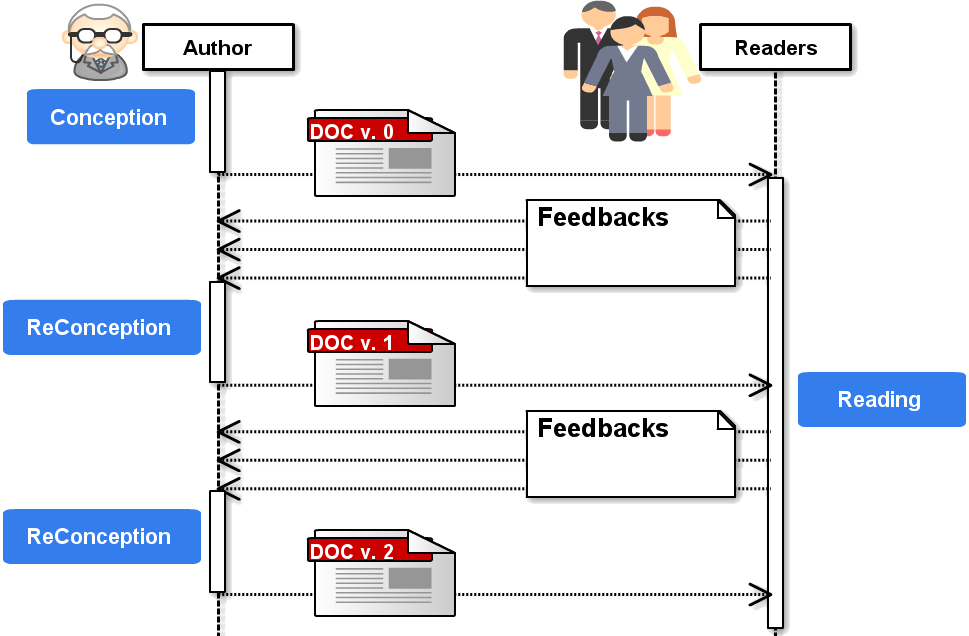 Author
Readers
Conception
DOC v. 0
Feedbacks
ReConception
DOC v. 1
Reading
Feedbacks
ReConception
DOC v. 2